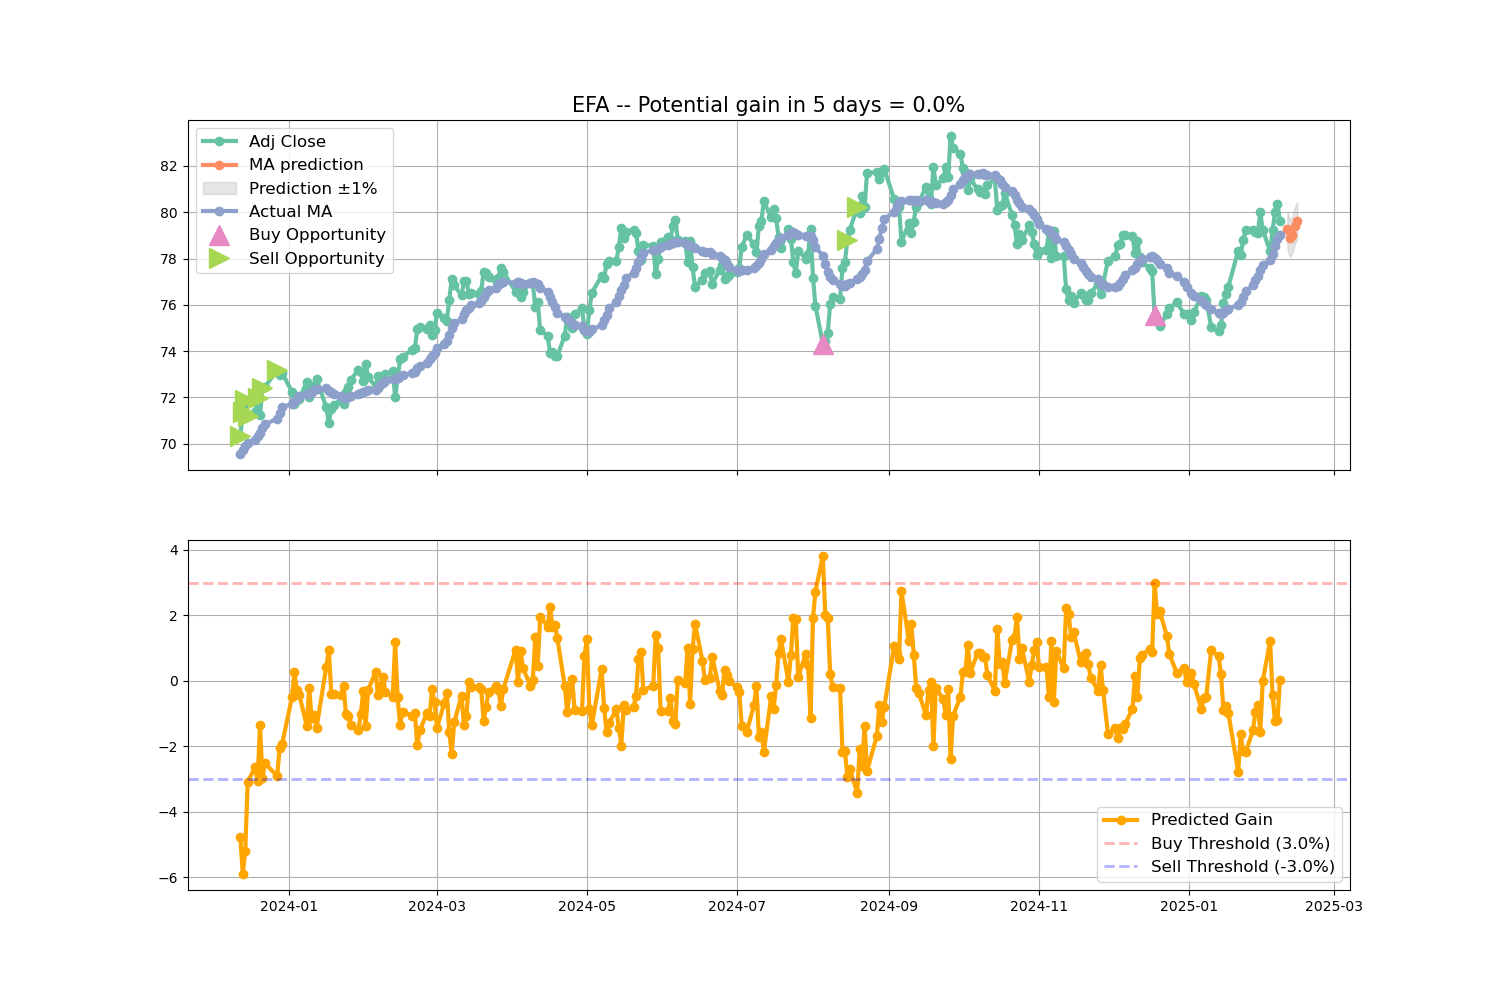 EFA -- Potential gain in 5 days = 0.0%
Adj Close
MA prediction
Prediction ±1%
Actual MA
Buy Opportunity
Sell Opportunity
82
80
78
76
74
72
70
4
2
0
−2
−4
−6
Predicted Gain
Buy Threshold (3.0%)
Sell Threshold (-3.0%)
2024-01 2024-03 2024-05 2024-07 2024-09 2024-11 2025-01 2025-03